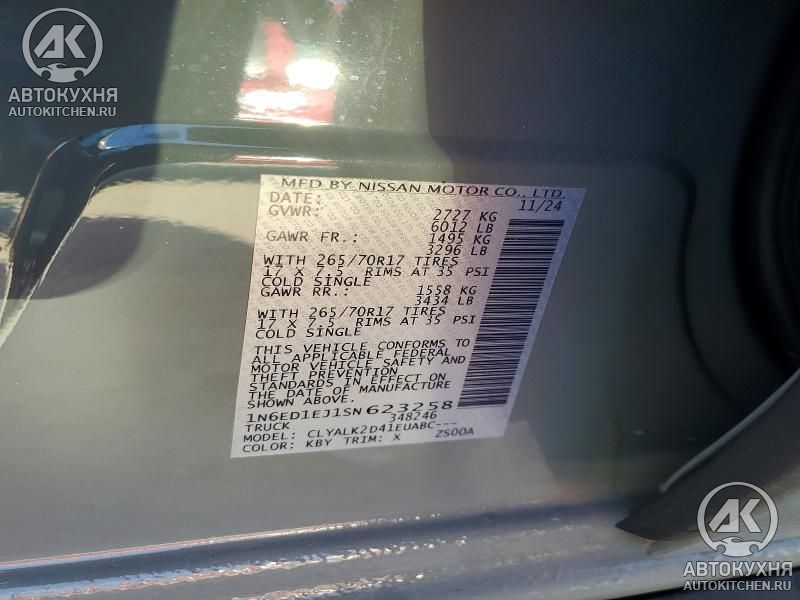 AK
АВТОКУХНЯ
AUTOKITCHEN.RU
MFD BY NISSAN MOTOR CO., LTD.
DATE: 11/24
GVWR: 2727 KG
6012 LB
GAWR FR.: 1495 KG
3296 LB
WITH 265/70R17 TIRES
17 X 7.5 RIMS AT 35 PSI
COLD SINGLE
GAWR RR.: 1558 KG
3434 LB
WITH 265/70R17 TIRES
17 X 7.5 RIMS AT 35 PSI
COLD SINGLE
THIS VEHICLE CONFORMS TO
ALL APPLICABLE FEDERAL
MOTOR VEHICLE SAFETY AND
THEFT PREVENTION
STANDARDS IN EFFECT ON
THE DATE OF MANUFACTURE
SHOWN ABOVE.
1N6ED1EJ1SN623258
TRUCK 348246
MODEL: CLYALK2D41EUABC---
COLOR: KBY TRIM: X ZS00A
AK
АВТОКУХНЯ
AUTOKITCHEN.RU